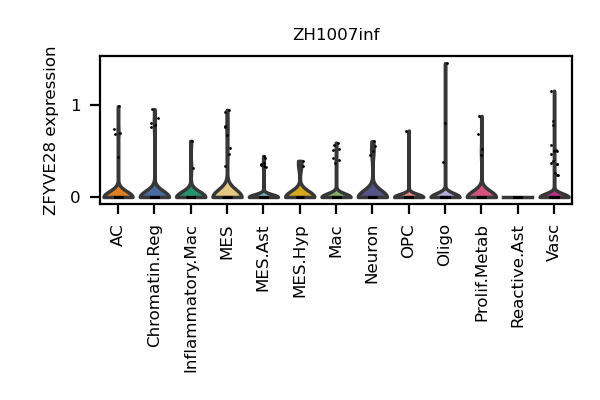 ZH1007inf
ZFYVE28 expression
1
0
AC
Chromatin.Reg
Inflammatory.Mac
MES
MES.Ast
MES.Hyp
Mac
Neuron
OPC
Oligo
Prolif.Metab
Reactive.Ast
Vasc